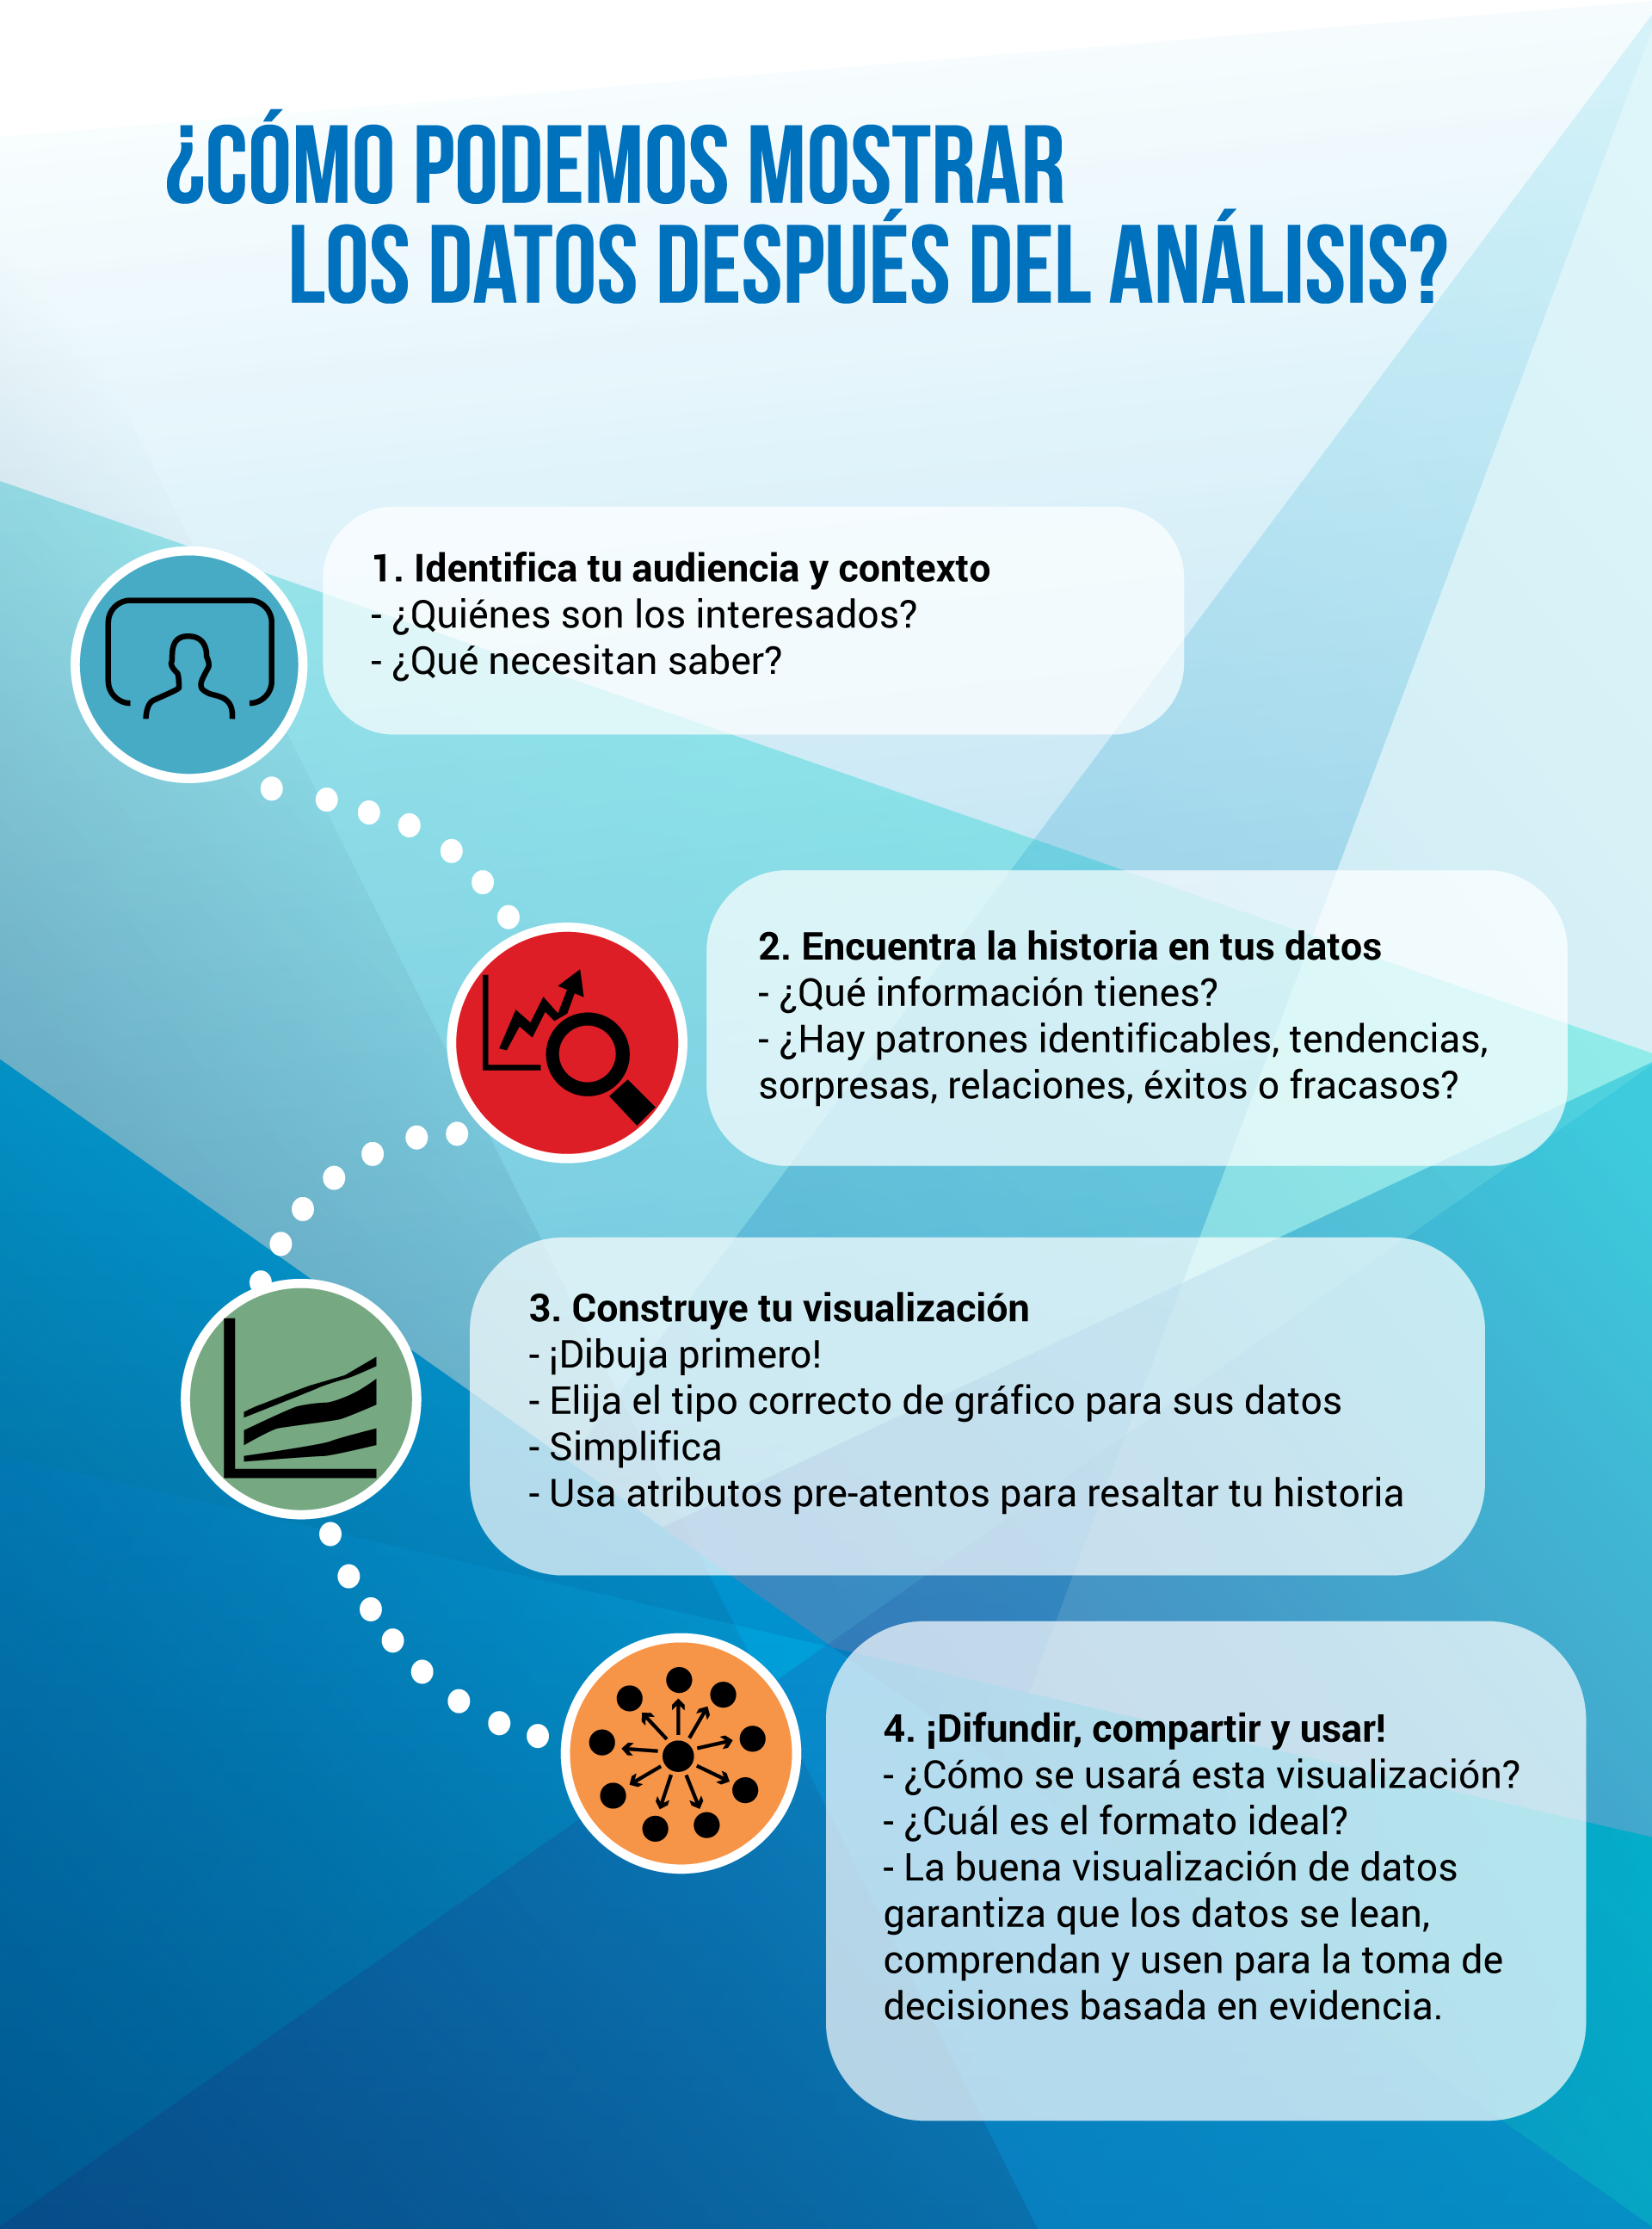 ¿CÓMO PODEMOS MOSTRAR
LOS DATOS DESPUÉS DEL ANÁLISIS?
1. Identifica tu audiencia y contexto
- ¿Quiénes son los interesados?
- ¿Qué necesitan saber?
2. Encuentra la historia en tus datos
- ¿Qué información tienes?
- ¿Hay patrones identificables, tendencias,
sorpresas, relaciones, éxitos o fracasos?
3. Construye tu visualización
- ¡Dibuja primero!
- Elija el tipo correcto de gráfico para sus datos
- Simplifica
- Usa atributos pre-atentos para resaltar tu historia
4. ¡Difundir, compartir y usar!
- ¿Cómo se usará esta visualización?
- ¿Cuál es el formato ideal?
- La buena visualización de datos
garantiza que los datos se lean,
comprendan y usen para la toma de
decisiones basada en evidencia.